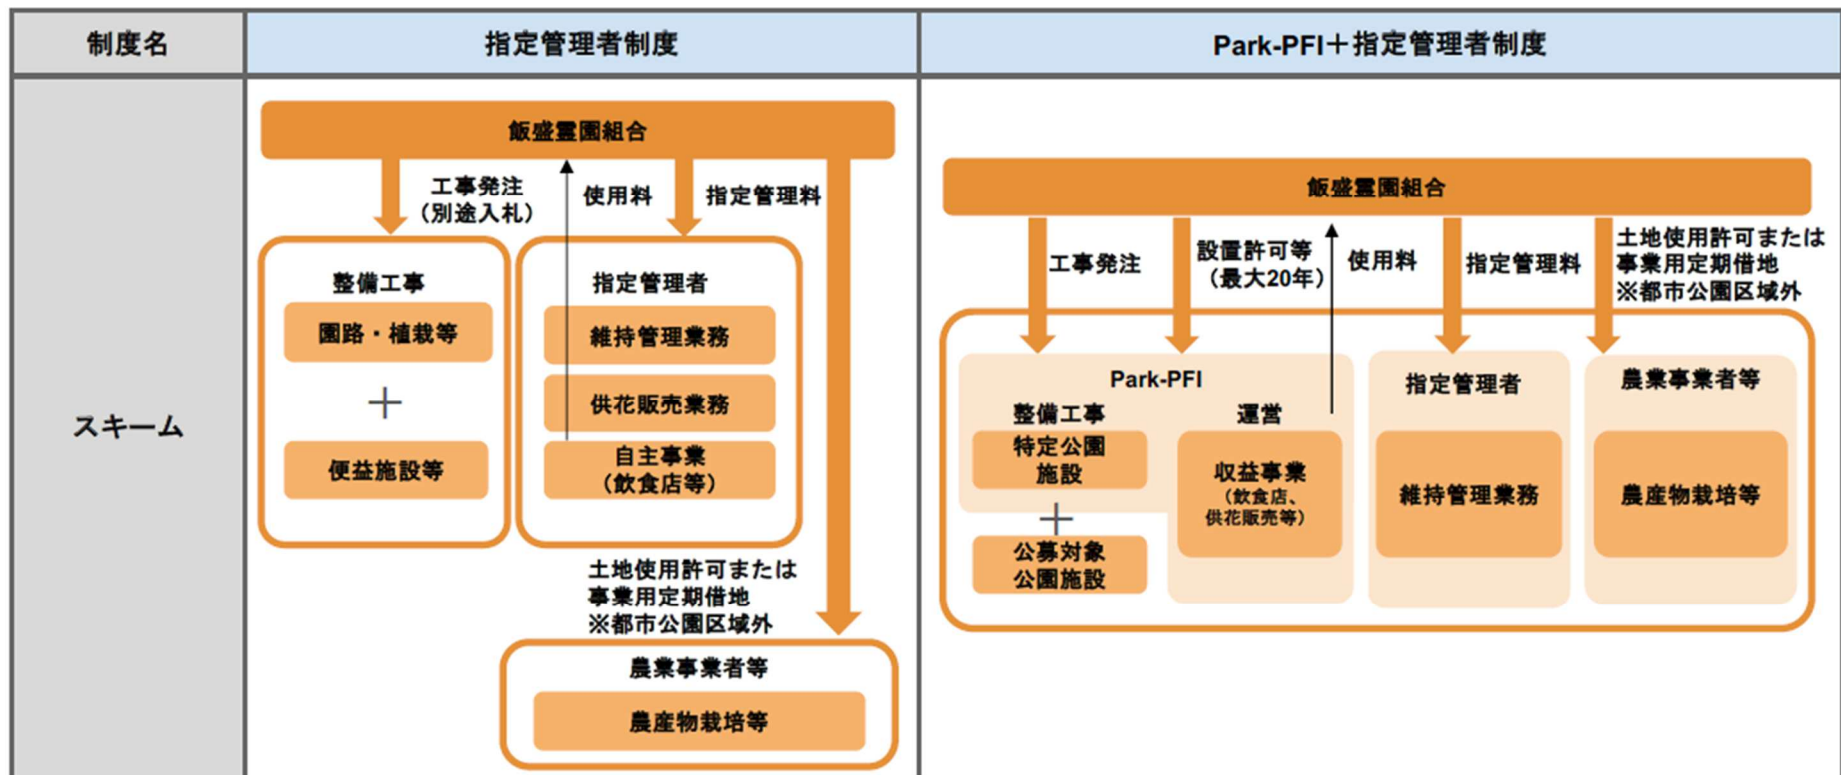 制度名
指定管理者制度
Park-PFI＋指定管理者制度
スキーム
飯盛霊園組合
工事発注
（別途入札）
使用料
指定管理料
整備工事
園路・植栽等
＋
便益施設等
指定管理者
維持管理業務
供花販売業務
自主事業
（飲食店等）
土地使用許可または
事業用定期借地
※都市公園区域外
農業事業者等
農産物栽培等
飯盛霊園組合
工事発注
設置許可等
（最大20年）
使用料
指定管理料
土地使用許可または
事業用定期借地
※都市公園区域外
Park-PFI
整備工事
特定公園
施設
＋
公募対象
公園施設
運営
収益事業
（飲食店、
供花販売等）
指定管理者
維持管理業務
農業事業者等
農産物栽培等